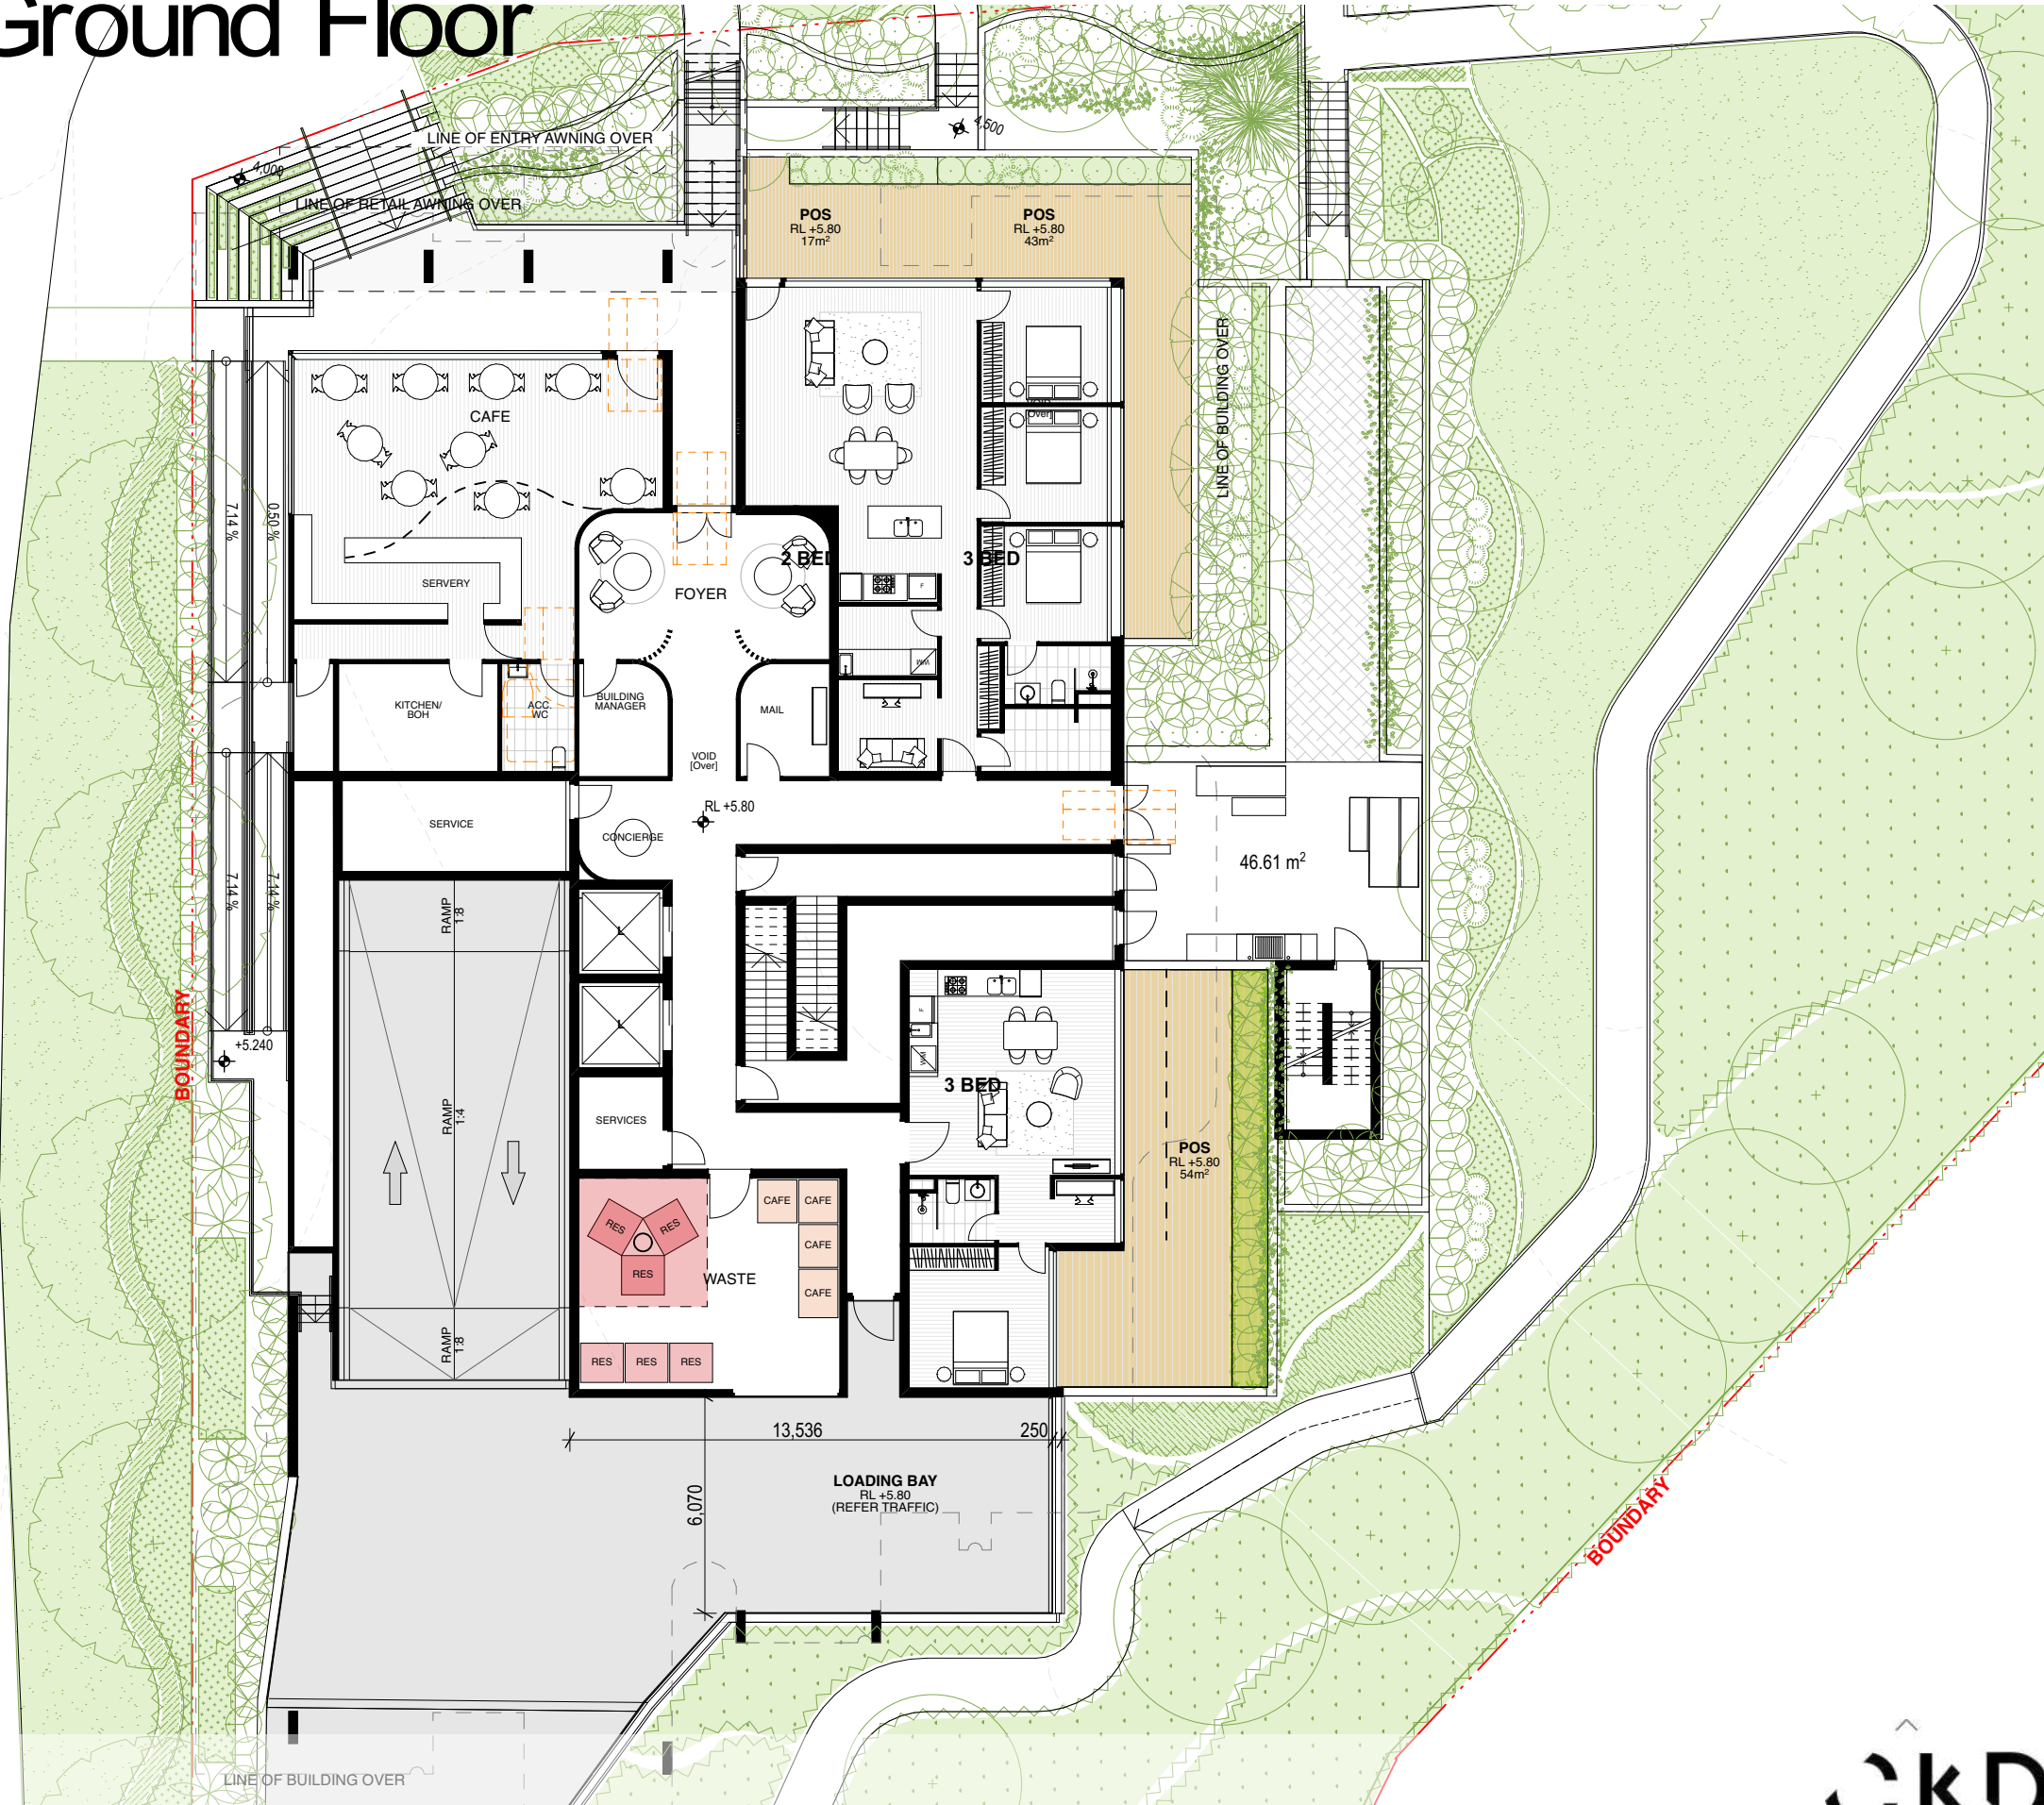 Ground Floor
LINE OF ENTRY AWNING OVER
4,500
4,000
LINE OF RETAIL AWNING OVER
POS
RL +5.80
17m²
POS
RL +5.80
43m²
LINE OF BUILDING OVER
CAFE
VOID
[Over]
7.14 %
0.50 %
2 BED
3 BED
SERVERY
FOYER
F
WM
KITCHEN/
BOH
ACC.
WC
BUILDING
MANAGER
MAIL
VOID
[Over]
RL +5.80
SERVICE
CONCIERGE
46.61 m²
7.14 %
7.14 %
RAMP
1:8
L
L
F
WM
BOUNDARY
+5.240
3 BED
RAMP
1:4
SERVICES
POS
RL +5.80
54m²
RES
RES
RES
CAFE
CAFE
CAFE
CAFE
WASTE
RAMP
1:8
RES
RES
RES
13,536
250
LOADING BAY
RL +5.80
(REFER TRAFFIC)
6,070
BOUNDARY
LINE OF BUILDING OVER